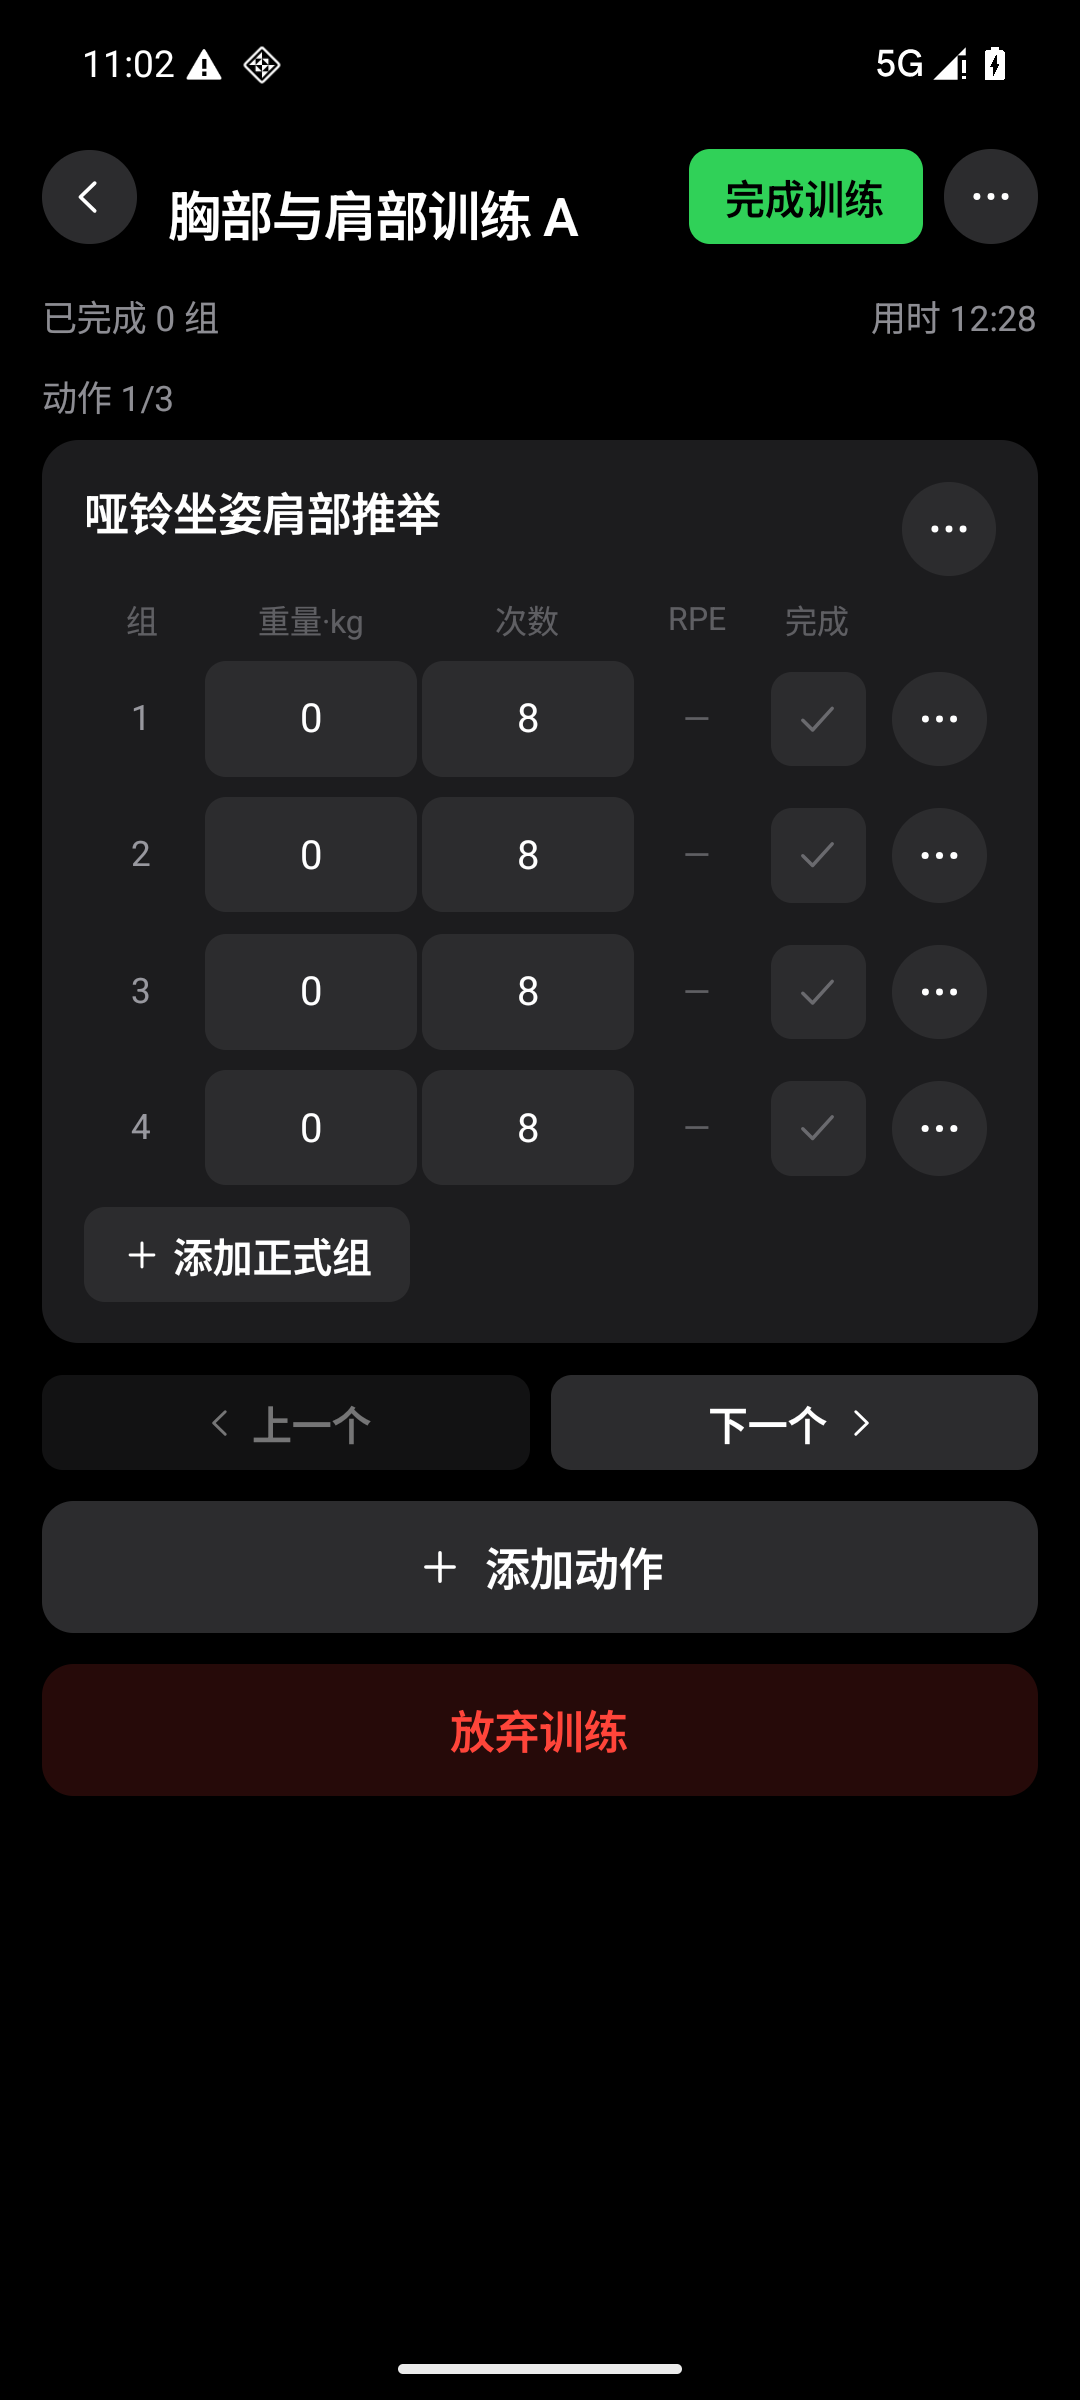 11:02
5G
胸部与肩部训练 A
完成训练
已完成 0 组
用时 12:28
动作 1/3
哑铃坐姿肩部推举
组 重量·kg 次数 RPE 完成
1 0 8 –
2 0 8 –
3 0 8 –
4 0 8 –
添加正式组
上一个
下一个
添加动作
放弃训练